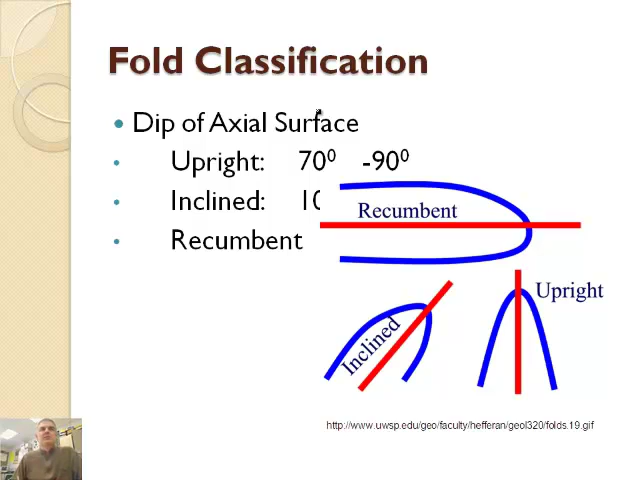 Fold Classification
• Dip of Axial Surface
• Upright: 70⁰ -90⁰
• Inclined: 10
• Recumbent
Recumbent
Upright
Inclined
http://www.uwsp.edu/geo/faculty/hefferan/geol320/folds.19.gif